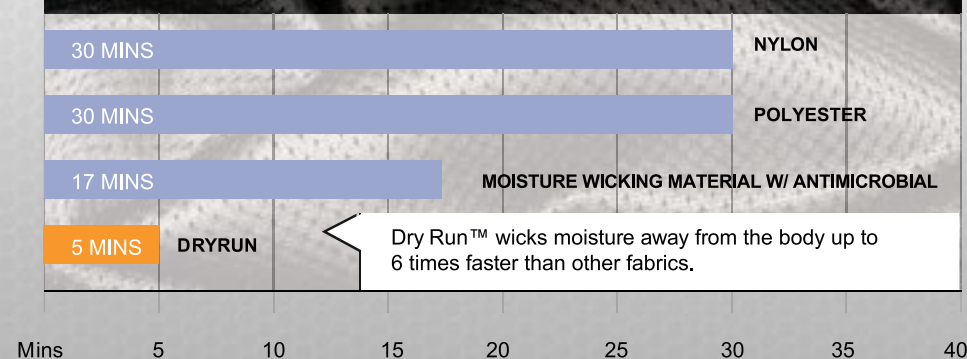 30 MINS NYLON
30 MINS POLYESTER
17 MINS MOISTURE WICKING MATERIAL W/ ANTIMICROBIAL
5 MINS DRYRUN
Dry Run™ wicks moisture away from the body up to
6 times faster than other fabrics.
Mins 5 10 15 20 25 30 35 40